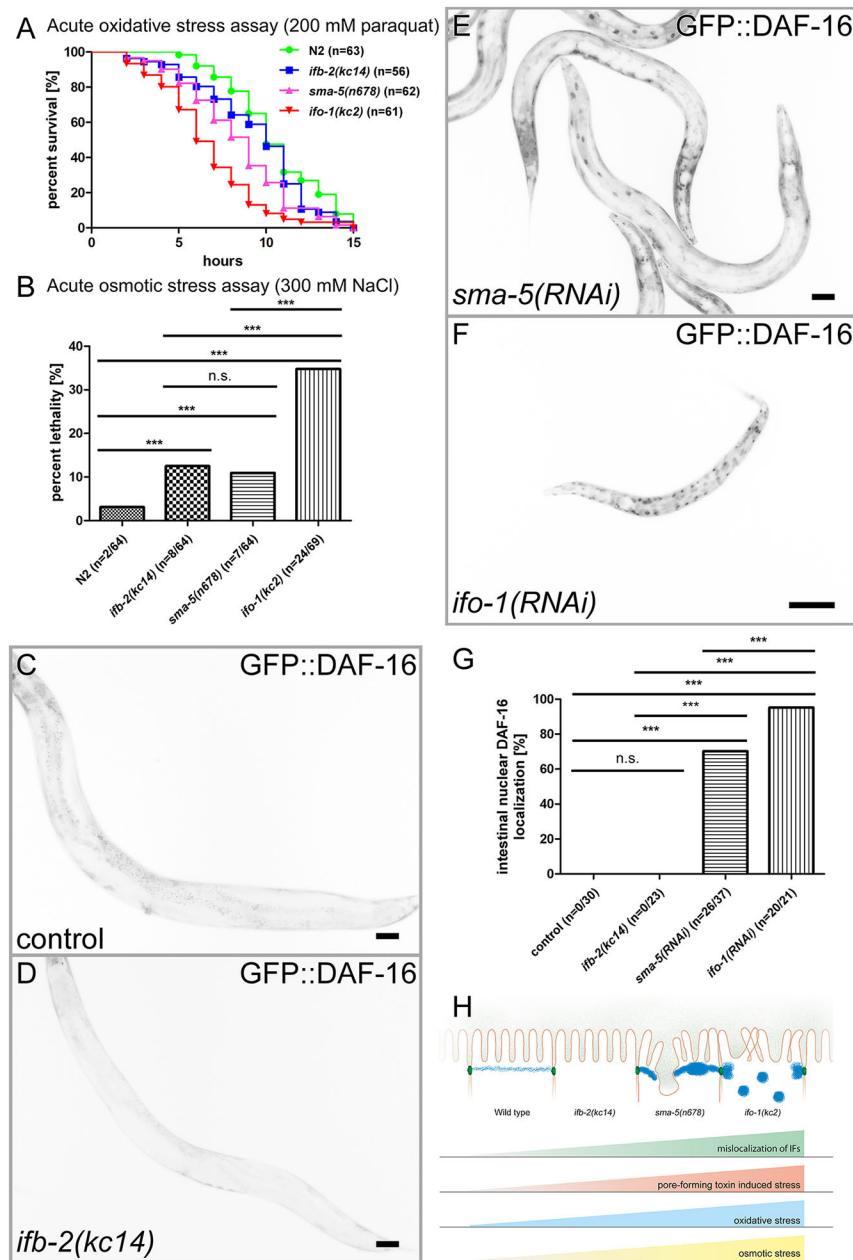 A Acute oxidative stress assay (200 mM paraquat)
percent survival [%]
100
80
60
40
20
0
0 5 10 15
hours
N2 (n=63)
ifb-2(kc14) (n=56)
sma-5(n678) (n=62)
ifo-1(kc2) (n=61)
B Acute osmotic stress assay (300 mM NaCl)
***
***
***
n.s.
***
***
percent lethality [%]
40
30
20
10
0
N2 (n=2/64)
ifb-2(kc14) (n=8/64)
sma-5(n678) (n=7/64)
ifo-1(kc2) (n=24/69)
C GFP::DAF-16
control
D GFP::DAF-16
ifb-2(kc14)
E GFP::DAF-16
sma-5(RNAi)
F GFP::DAF-16
ifo-1(RNAi)
G
***
***
***
***
***
n.s.
intestinal nuclear DAF-16
localization [%]
100
80
60
40
20
0
control (n=0/30)
ifb-2(kc14) (n=0/23)
sma-5(RNAi) (n=26/37)
ifo-1(RNAi) (n=20/21)
H
Wild type ifb-2(kc14) sma-5(n678) ifo-1(kc2)
mislocalization of IFs
pore-forming toxin induced stress
oxidative stress
osmotic stress